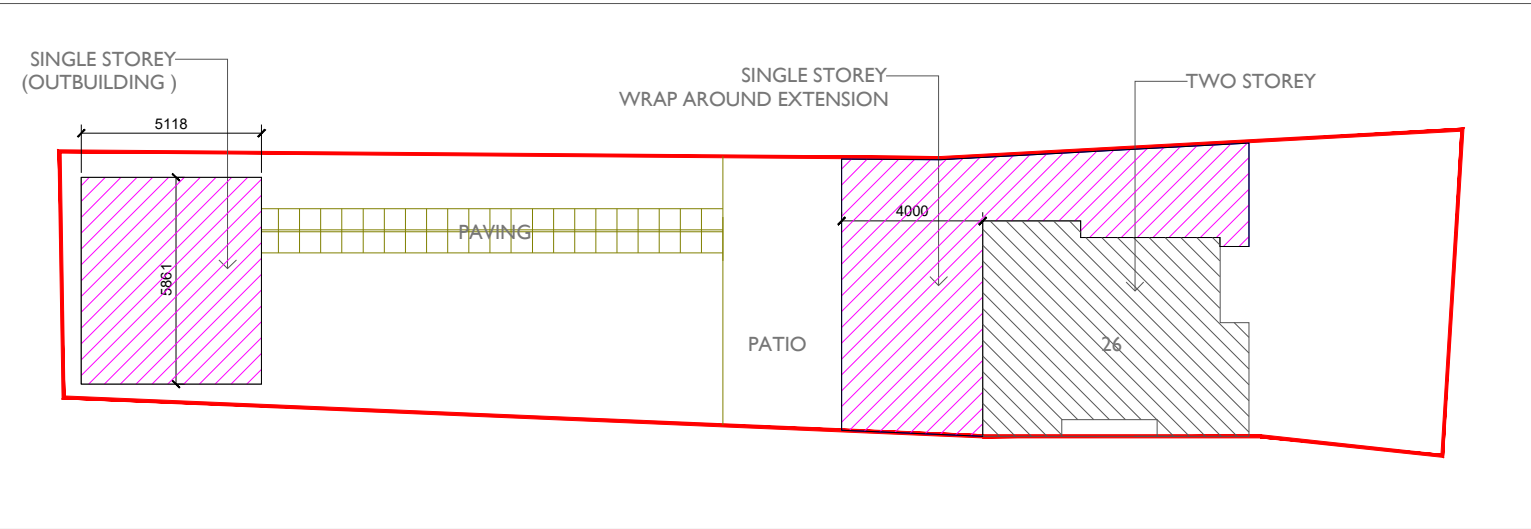 SINGLE STOREY
(OUTBUILDING )
5118
SINGLE STOREY
WRAP AROUND EXTENSION
TWO STOREY
4000
PAVING
5861
PATIO
26